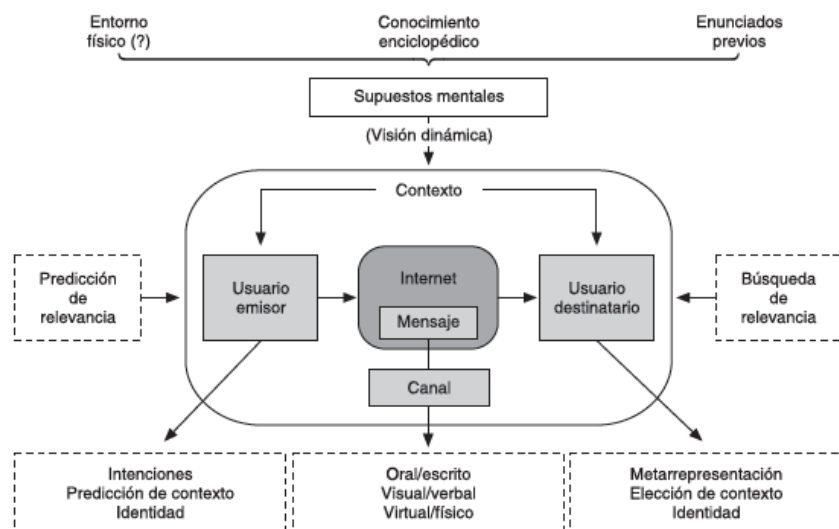 Entorno
físico (?)
Conocimiento
enciclopédico
Enunciados
previos
Supuestos mentales
(Visión dinámica)
Contexto
Predicción
de
relevancia
Usuario
emisor
Internet
Mensaje
Usuario
destinatario
Búsqueda
de
relevancia
Canal
Intenciones
Predicción de contexto
Identidad
Oral/escrito
Visual/verbal
Virtual/físico
Metarrepresentación
Elección de contexto
Identidad